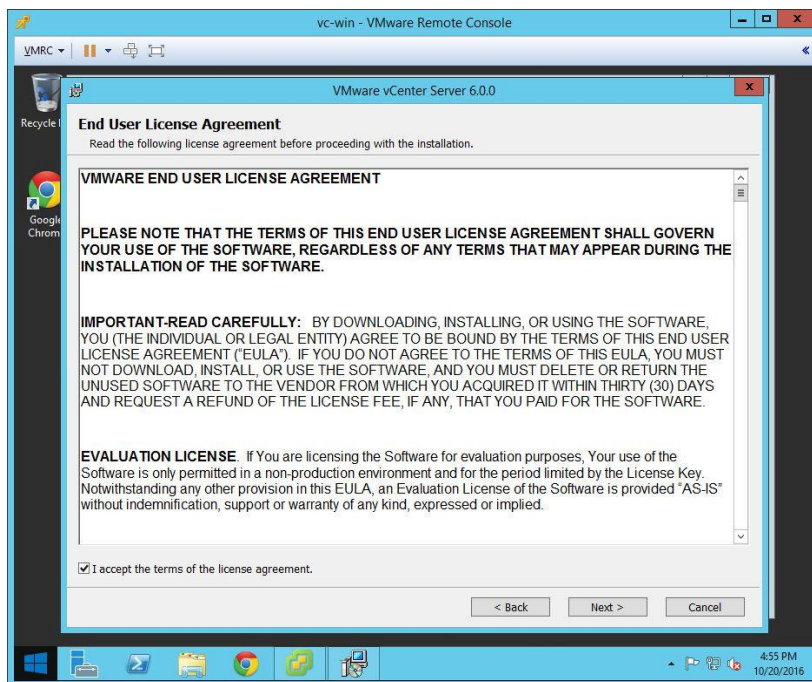 vc-win - VMware Remote Console
VMRC
VMware vCenter Server 6.0.0
Recycle
End User License Agreement
Read the following license agreement before proceeding with the installation.
VMWARE END USER LICENSE AGREEMENT
PLEASE NOTE THAT THE TERMS OF THIS END USER LICENSE AGREEMENT SHALL GOVERN
YOUR USE OF THE SOFTWARE, REGARDLESS OF ANY TERMS THAT MAY APPEAR DURING THE
INSTALLATION OF THE SOFTWARE.
Google
Chrom
IMPORTANT-READ CAREFULLY: BY DOWNLOADING, INSTALLING, OR USING THE SOFTWARE,
YOU (THE INDIVIDUAL OR LEGAL ENTITY) AGREE TO BE BOUND BY THE TERMS OF THIS END USER
LICENSE AGREEMENT (“EULA”). IF YOU DO NOT AGREE TO THE TERMS OF THIS EULA, YOU MUST
NOT DOWNLOAD, INSTALL, OR USE THE SOFTWARE, AND YOU MUST DELETE OR RETURN THE
UNUSED SOFTWARE TO THE VENDOR FROM WHICH YOU ACQUIRED IT WITHIN THIRTY (30) DAYS
AND REQUEST A REFUND OF THE LICENSE FEE, IF ANY, THAT YOU PAID FOR THE SOFTWARE.
EVALUATION LICENSE. If You are licensing the Software for evaluation purposes, Your use of the
Software is only permitted in a non-production environment and for the period limited by the License Key.
Notwithstanding any other provision in this EULA, an Evaluation License of the Software is provided “AS-IS”
without indemnification, support or warranty of any kind, expressed or implied.
I accept the terms of the license agreement.
< Back
Next >
Cancel
4:55 PM
10/20/2016